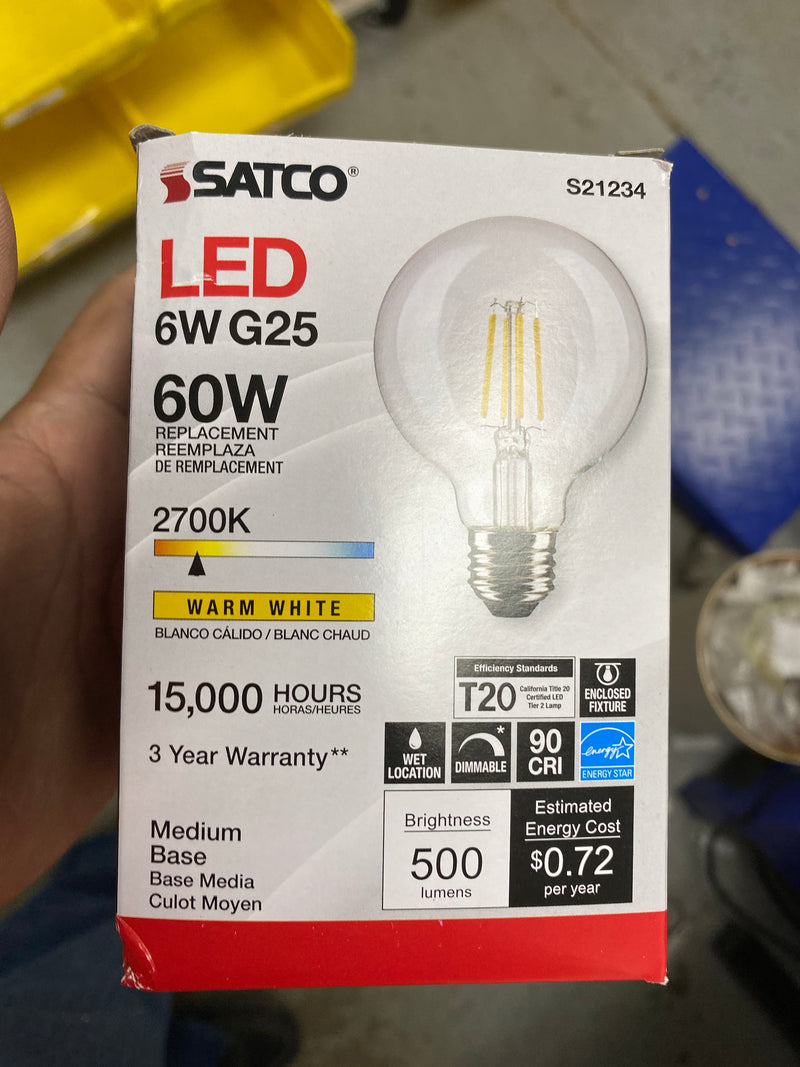 SATCO®
S21234
LED
6W G25
60W
REPLACEMENT
REEMPLAZA
DE REMPLACEMENT
2700K
WARM WHITE
BLANCO CÁLIDO / BLANC CHAUD
15,000 HOURS
HORAS/HEURES
3 Year Warranty**
Medium
Base
Base Media
Culot Moyen
Efficiency Standards
T20
California Title 20
Certified LED
Tier 2 Lamp
ENCLOSED
FIXTURE
WET
LOCATION
*
DIMMABLE
90
CRI
energy
ENERGY STAR
Brightness
500
lumens
Estimated
Energy Cost
$0.72
per year